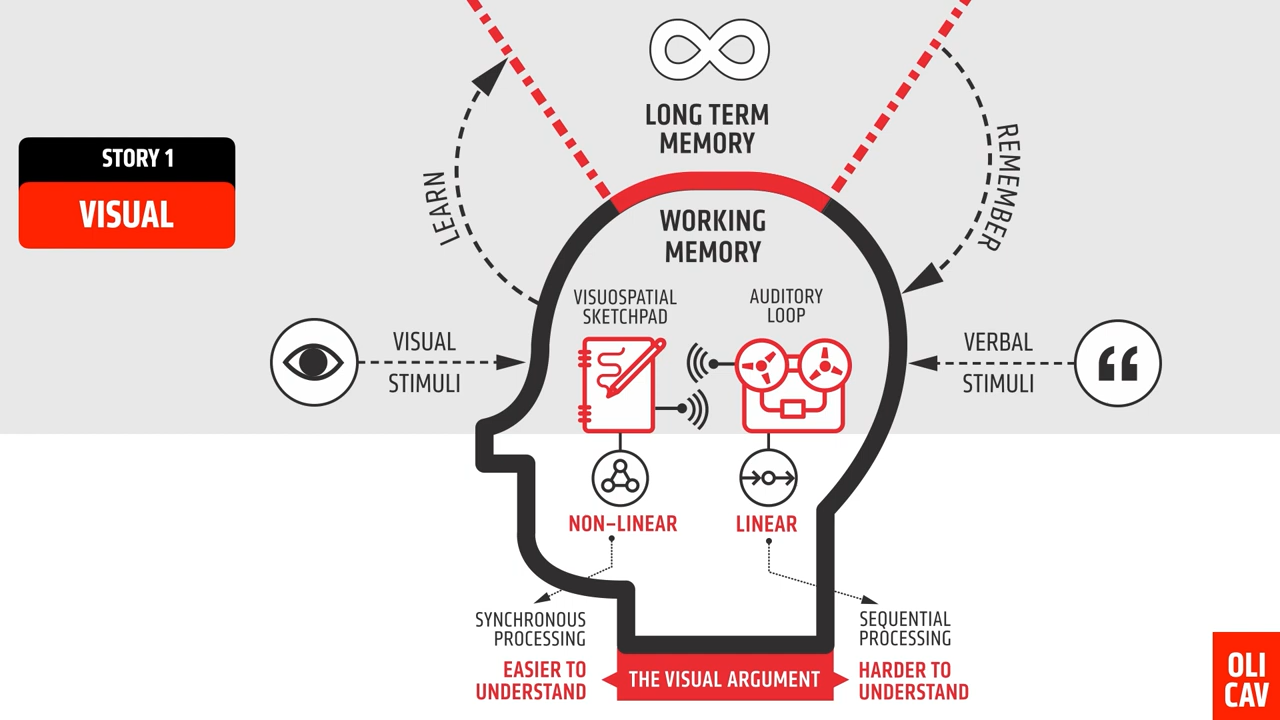 LONG TERM
MEMORY
STORY 1
VISUAL
LEARN
REMEMBER
WORKING
MEMORY
VISUOSPATIAL
SKETCHPAD
AUDITORY
LOOP
VISUAL
STIMULI
VERBAL
STIMULI
NON-LINEAR
LINEAR
SYNCHRONOUS
PROCESSING
SEQUENTIAL
PROCESSING
EASIER TO
UNDERSTAND
THE VISUAL ARGUMENT
HARDER TO
UNDERSTAND
OLI
CAV